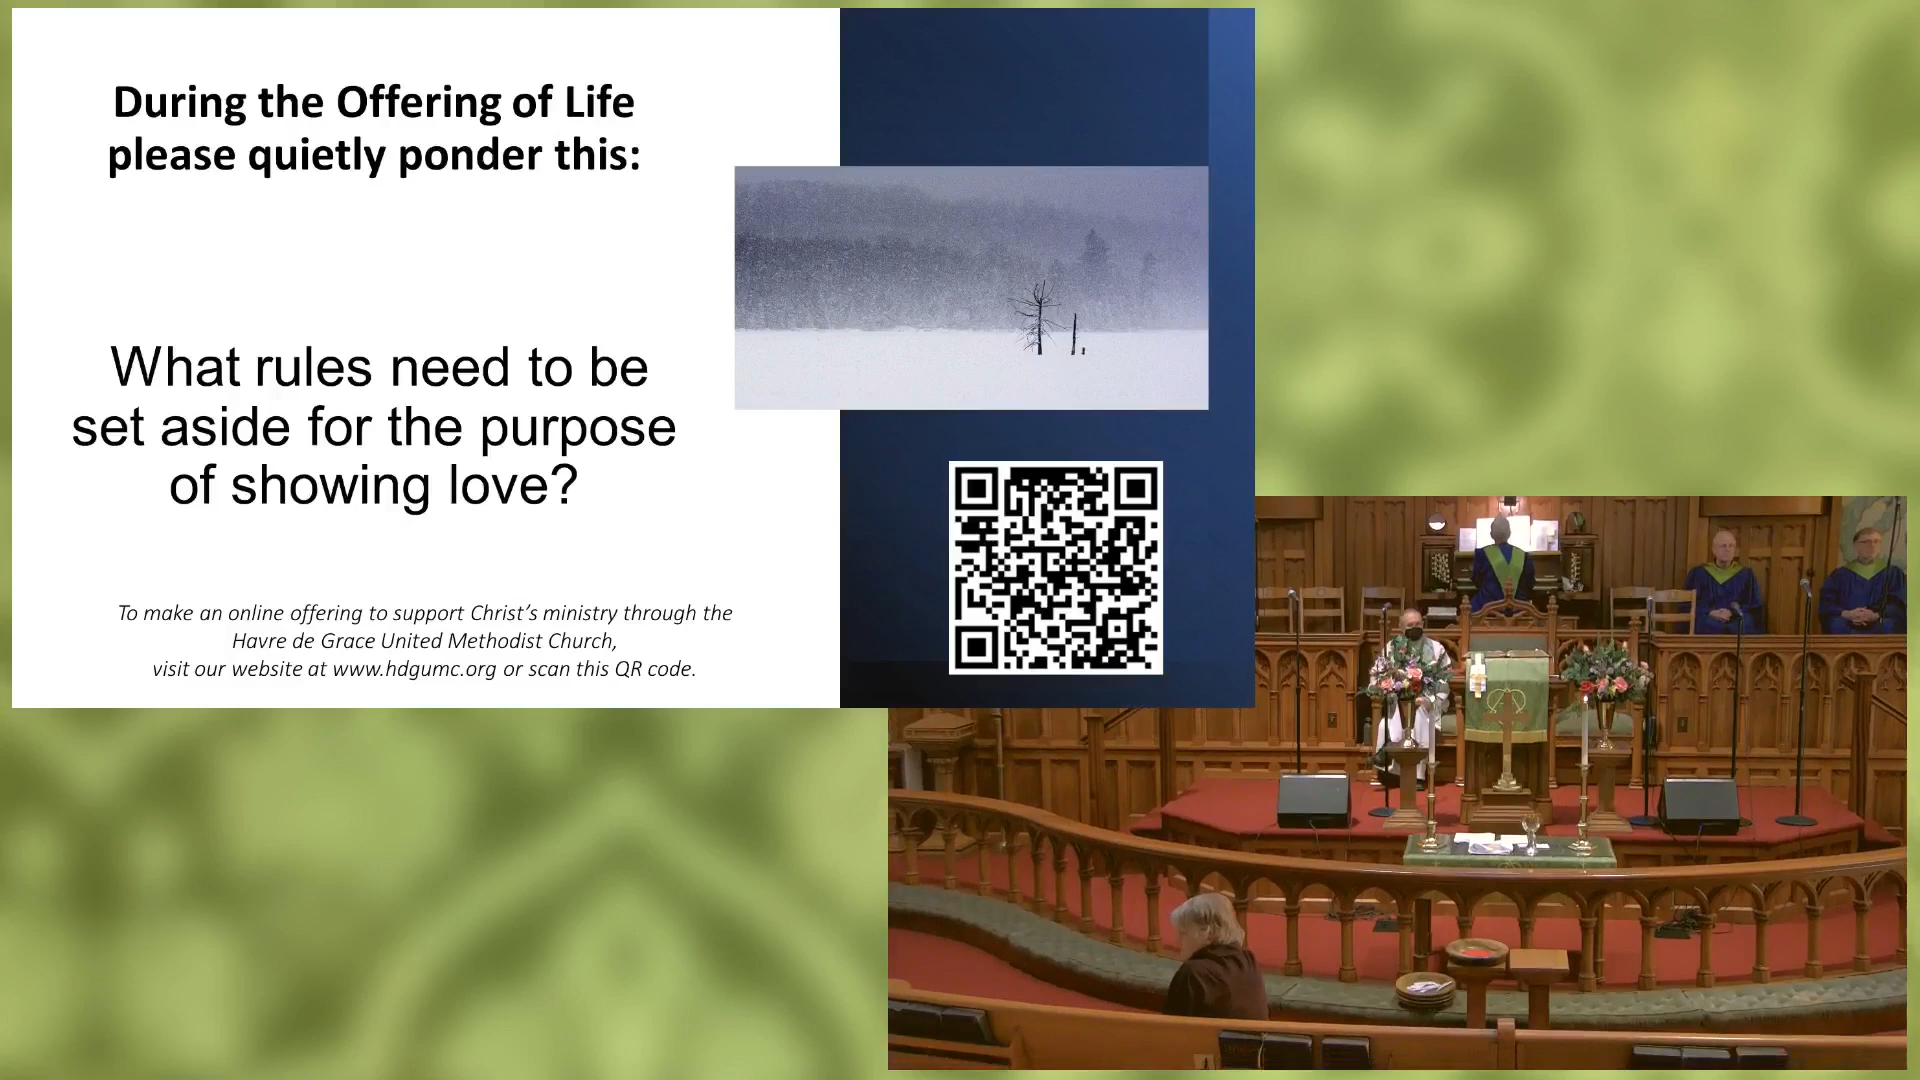 During the Offering of Life
please quietly ponder this:
What rules need to be
set aside for the purpose
of showing love?
To make an online offering to support Christ’s ministry through the
Havre de Grace United Methodist Church,
visit our website at www.hdgumc.org or scan this QR code.